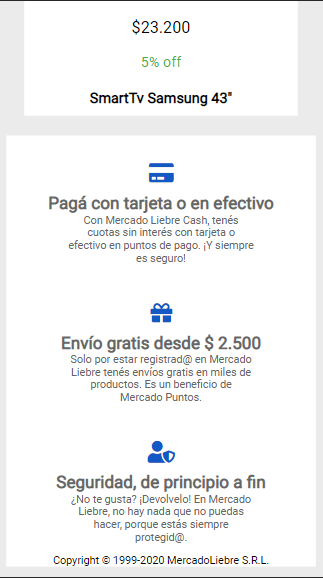 $23.200
5% off
SmartTv Samsung 43"
Pagá con tarjeta o en efectivo
Con Mercado Liebre Cash, tenés
cuotas sin interés con tarjeta o
efectivo en puntos de pago. ¡Y siempre
es seguro!
Envío gratis desde $ 2.500
Solo por estar registrad@ en Mercado
Liebre tenés envíos gratis en miles de
productos. Es un beneficio de
Mercado Puntos.
Seguridad, de principio a fin
¿No te gusta? ¡Devolvelo! En Mercado
Liebre, no hay nada que no puedas
hacer, porque estás siempre
protegid@.
Copyright © 1999-2020 MercadoLiebre S.R.L.